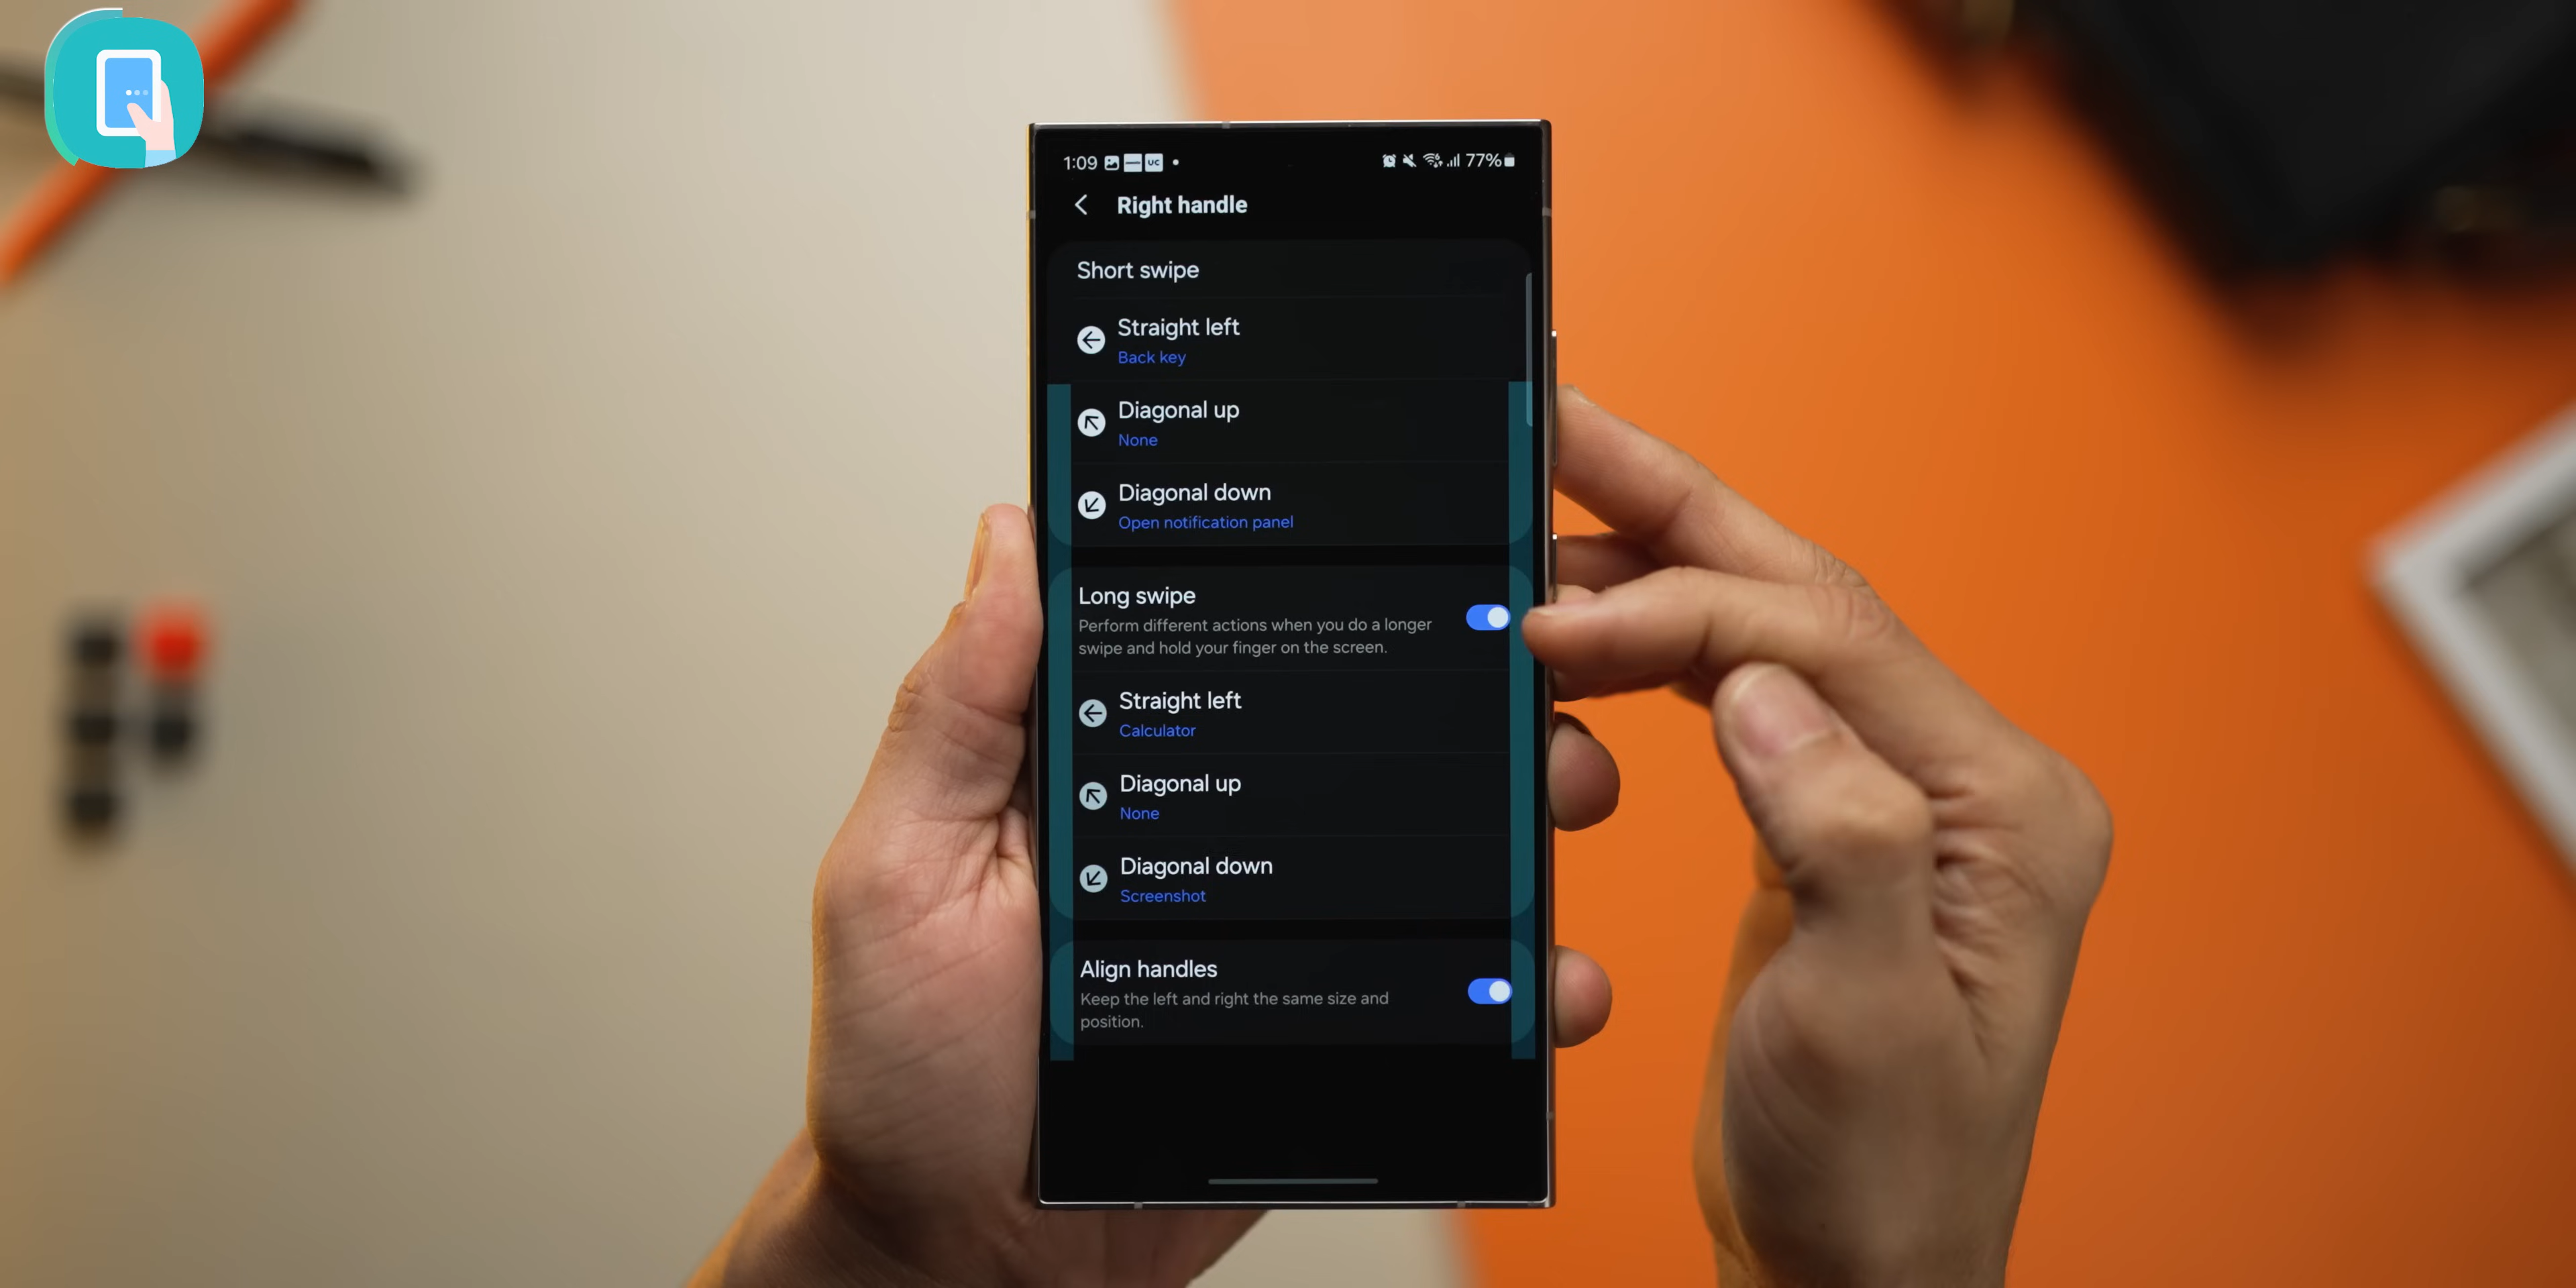 1:09 UC 77%
Right handle
Short swipe
Straight left
Back key
Diagonal up
None
Diagonal down
Open notification panel
Long swipe
Perform different actions when you do a longer
swipe and hold your finger on the screen.
Straight left
Calculator
Diagonal up
None
Diagonal down
Screenshot
Align handles
Keep the left and right the same size and
position.